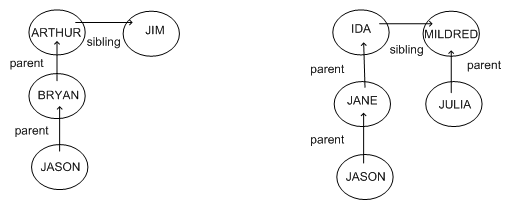 ARTHUR
JIM
sibling
parent
BRYAN
parent
JASON
IDA
MILDRED
sibling
parent
parent
JANE
JULIA
parent
JASON